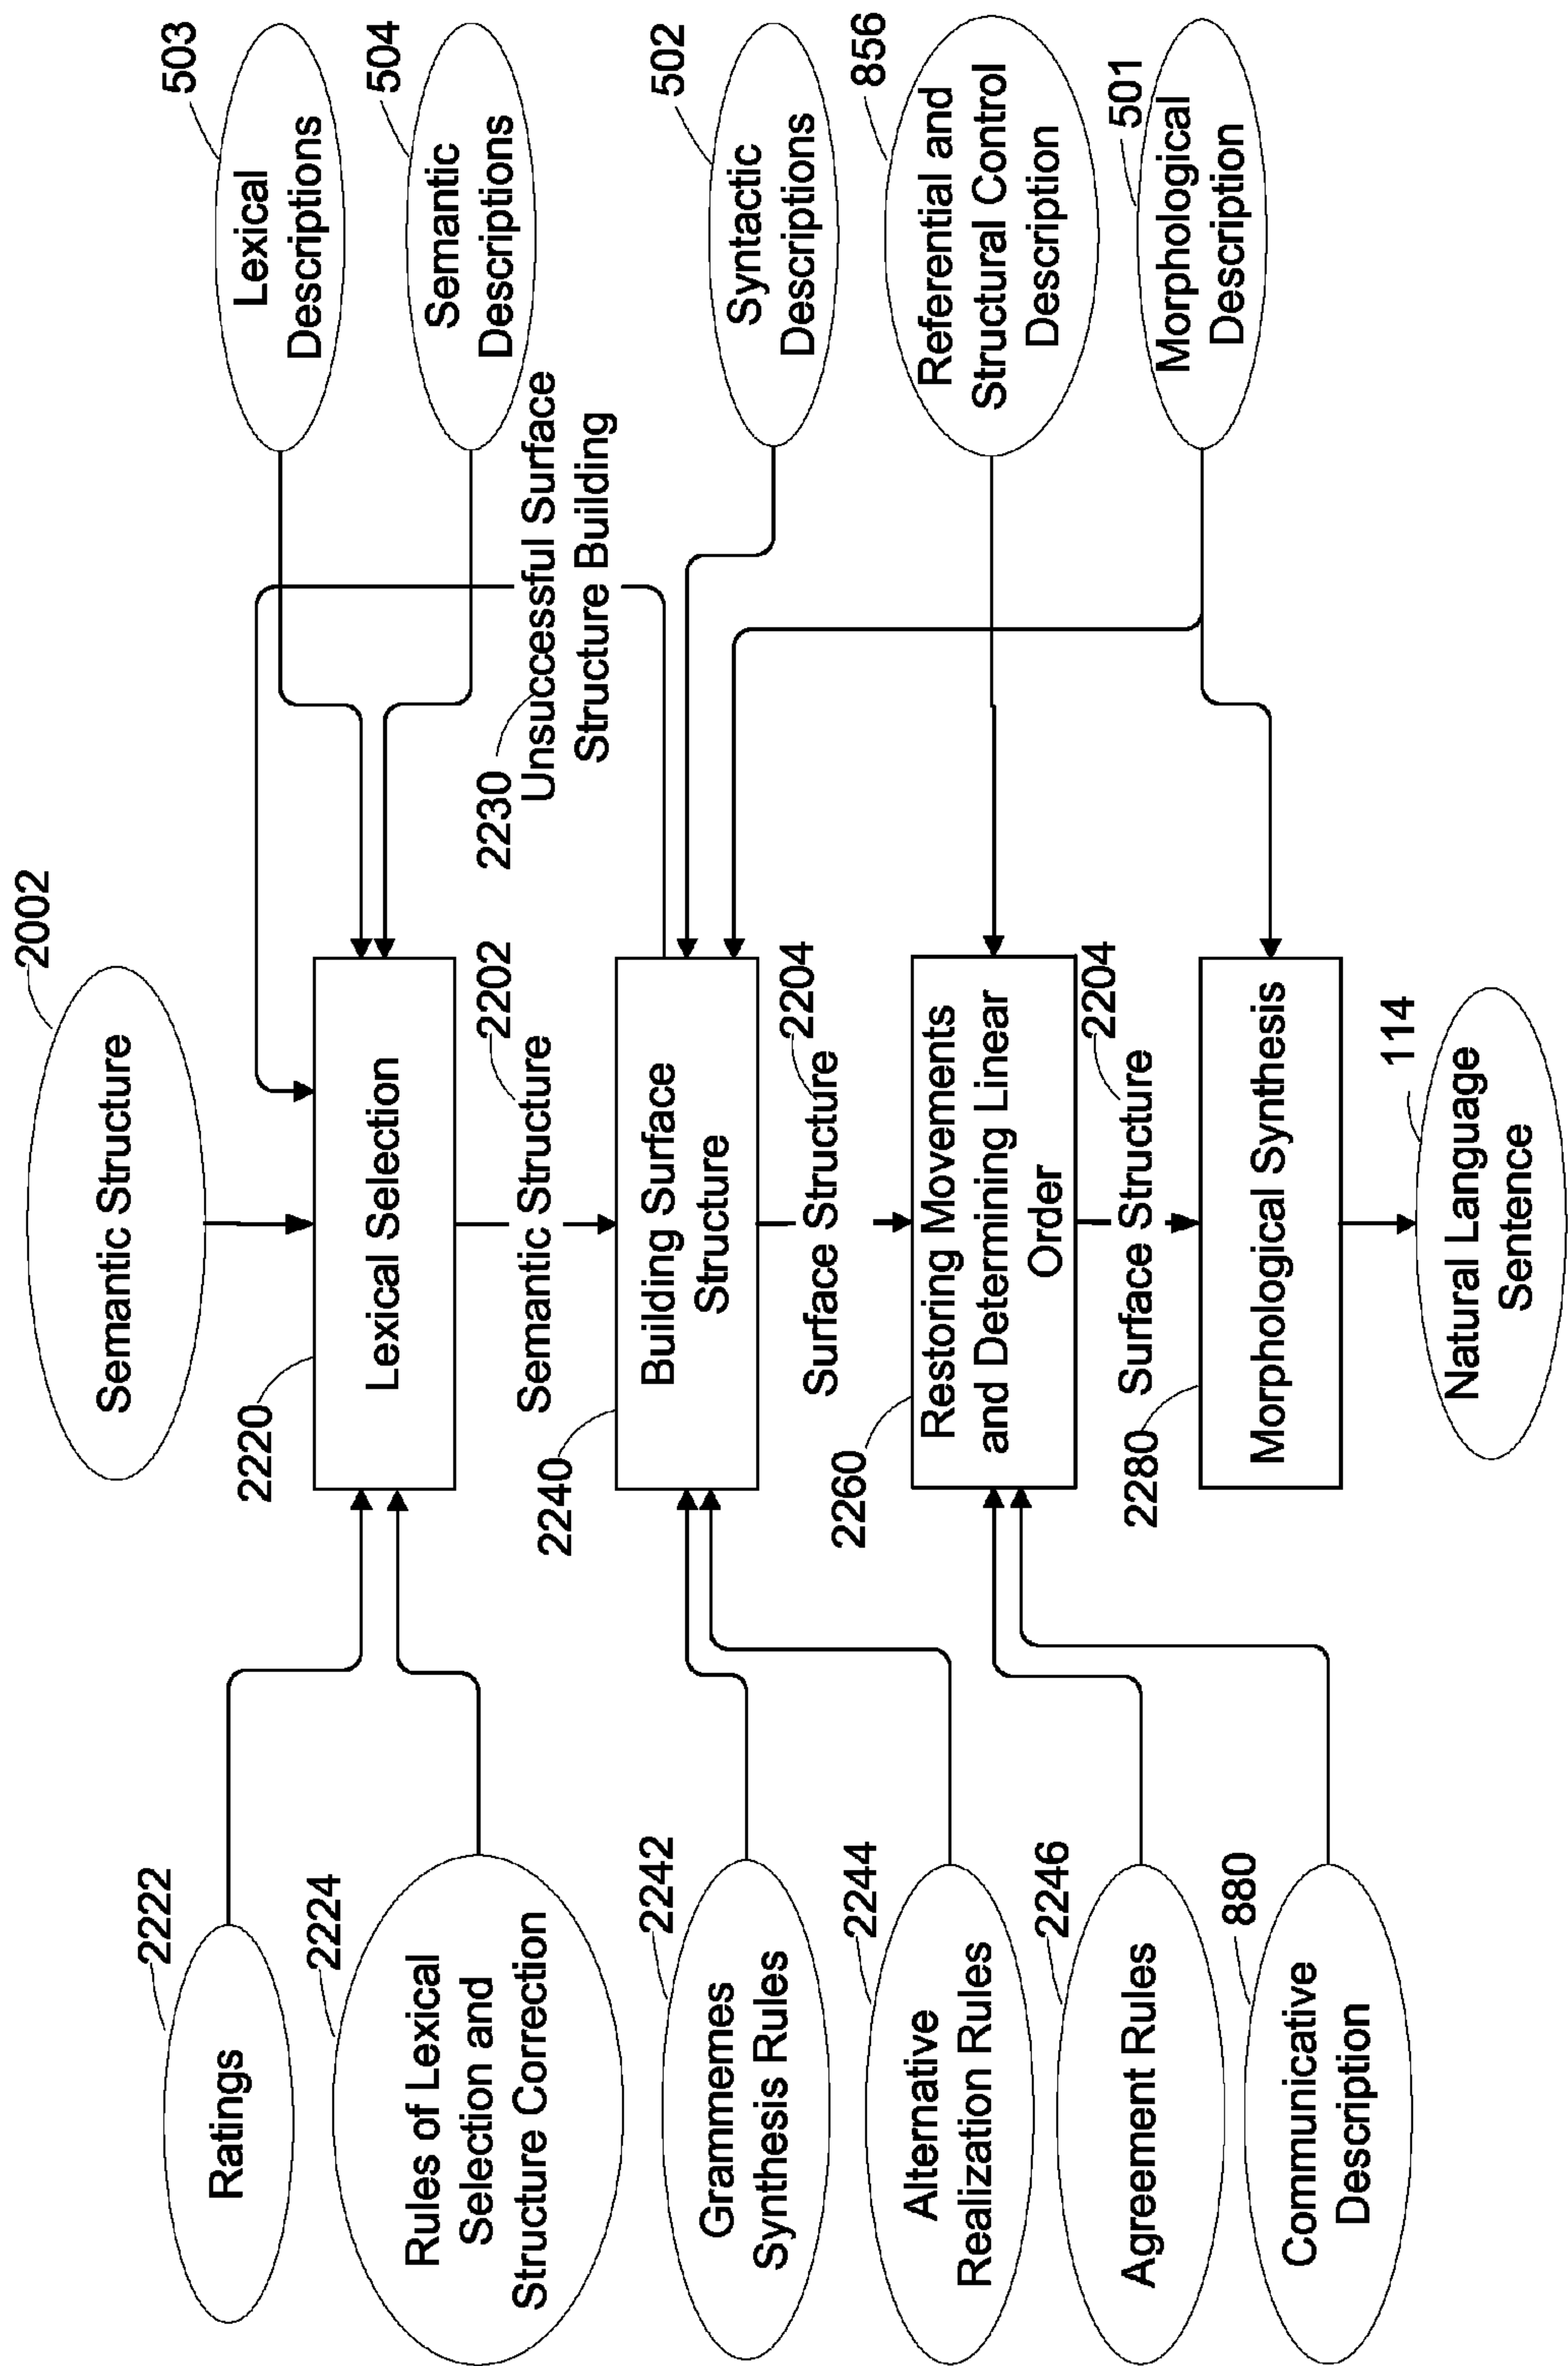 2002
Semantic Structure
2222
Ratings
2224
Rules of Lexical
Selection and
Structure Correction
2220
Lexical Selection
503
Lexical
Descriptions
504
Semantic
Descriptions
2202
Semantic Structure
2230
Unsuccessful Surface
Structure Building
2242
Grammemes
Synthesis Rules
2240
Building Surface
Structure
502
Syntactic
Descriptions
2244
Alternative
Realization Rules
2204
Surface Structure
856
Referential and
Structural Control
Description
2260
Restoring Movements
and Determining Linear
Order
2246
Agreement Rules
2204
Surface Structure
501
Morphological
Description
880
Communicative
Description
2280
Morphological Synthesis
114
Natural Language
Sentence